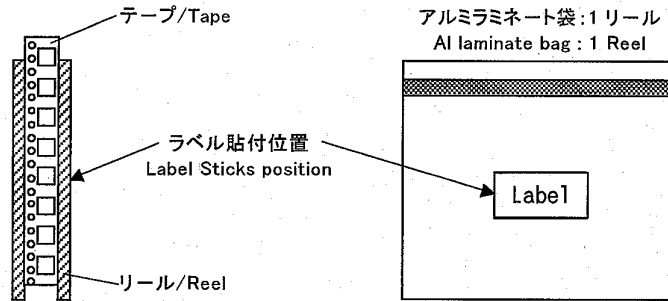 テープ/Tape
アルミラミネート袋:1 リール
Al laminate bag : 1 Reel
ラベル貼付位置
Label Sticks position
Label
リール/Reel